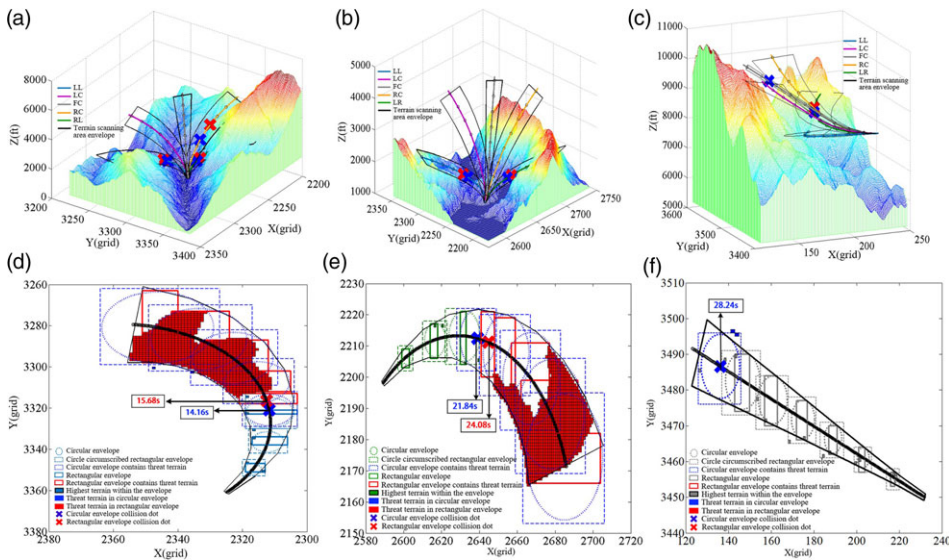 (a)
8000
6000
4000
2000
0
Z(ft)
LL
LC
FC
RC
RL
Terrain scanning
area envelope
3200
3250
3300
3350
3400
Y(grid)
2200
2250
2300
2350
X(grid)
(b)
5000
4000
3000
2000
1000
Z(ft)
LL
LC
FC
RC
LR
Terrain scanning
area envelope
2350
2300
2250
2200
Y(grid)
2750
2700
2650
2600
X(grid)
(c)
11000
10000
9000
8000
7000
6000
5000
Z(ft)
LL
LC
FC
RC
LR
Terrain scanning
area envelope
3600
3500
3400
Y(grid)
150
200
250
X(grid)
(d)
3260
3280
3300
3320
3340
3360
3380
Y(grid)
15.68s
14.16s
Circular envelope
Circle circumscribed rectangular envelope
Circular envelope contains threat terrain
Rectangular envelope
Rectangular envelope contains threat terrain
Highest terrain within the envelope
Threat terrain in circular envelope
Threat terrain in rectangular envelope
Circular envelope collision dot
Rectangular envelope collision dot
2380
2360
2340
2320
2300
X(grid)
(e)
2230
2220
2210
2200
2190
2180
2170
2160
2150
Y(grid)
21.84s
24.08s
Circular envelope
Circle circumscribed rectangular envelope
Circular envelope contains threat terrain
Rectangular envelope
Rectangular envelope contains threat terrain
Highest terrain within the envelope
Threat terrain in circular envelope
Threat terrain in rectangular envelope
Circular envelope collision dot
Rectangular envelope collision dot
2580
2600
2620
2640
2660
2680
2700
2720
X(grid)
(f)
3510
3500
3490
3480
3470
3460
3450
3440
Y(grid)
28.24s
Circular envelope
Circle circumscribed rectangular envelope
Circular envelope contains threat terrain
Rectangular envelope
Rectangular envelope contains threat terrain
Highest terrain within the envelope
Threat terrain in circular envelope
Threat terrain in rectangular envelope
Circular envelope collision dot
Rectangular envelope collision dot
120
140
160
180
200
220
240
X(grid)